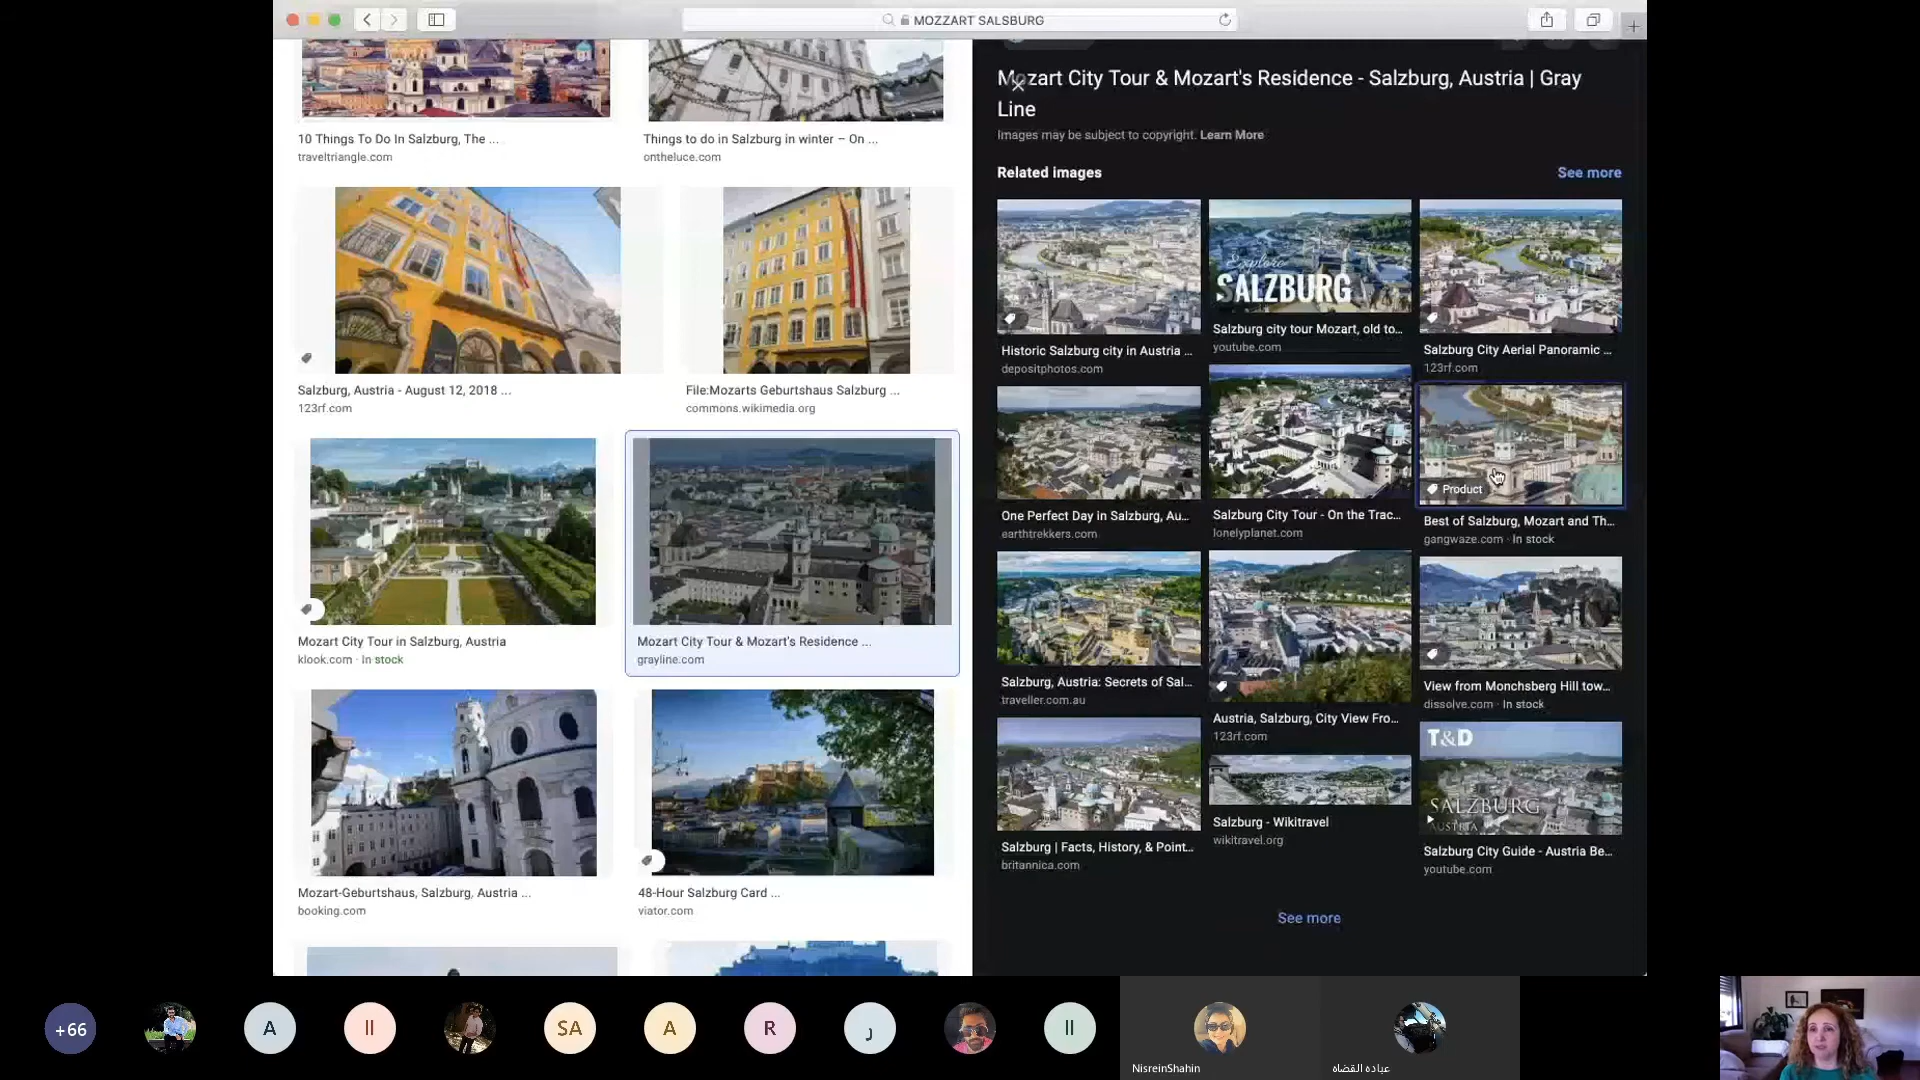 MOZZART SALSBURG
10 Things To Do In Salzburg, The ...
traveltriangle.com
Things to do in Salzburg in winter – On ...
ontheluce.com
Salzburg, Austria - August 12, 2018 ...
123rf.com
File:Mozarts Geburtshaus Salzburg ...
commons.wikimedia.org
Mozart City Tour in Salzburg, Austria
klook.com · In stock
Mozart City Tour & Mozart's Residence ...
grayline.com
Mozart-Geburtshaus, Salzburg, Austria ...
booking.com
48-Hour Salzburg Card ...
viator.com
Mozart City Tour & Mozart's Residence - Salzburg, Austria | Gray
Line
Images may be subject to copyright. Learn More
Related images
See more
Explore
SALZBURG
Historic Salzburg city in Austria ...
depositphotos.com
Salzburg city tour Mozart, old to...
youtube.com
Salzburg City Aerial Panoramic ...
123rf.com
Product
One Perfect Day in Salzburg, Au...
earthtrekkers.com
Salzburg City Tour - On the Trac...
lonelyplanet.com
Best of Salzburg, Mozart and Th...
gangwaze.com · In stock
Salzburg, Austria: Secrets of Sal...
traveller.com.au
Austria, Salzburg, City View Fro...
123rf.com
View from Monchsberg Hill tow...
dissolve.com · In stock
T&D
SALZBURG
AUSTRIA
Salzburg | Facts, History, & Point...
britannica.com
Salzburg - Wikitravel
wikitravel.org
Salzburg City Guide - Austria Be...
youtube.com
See more
+66
A
II
SA
A
R
ر
II
NisreinShahin
عباده القضاه